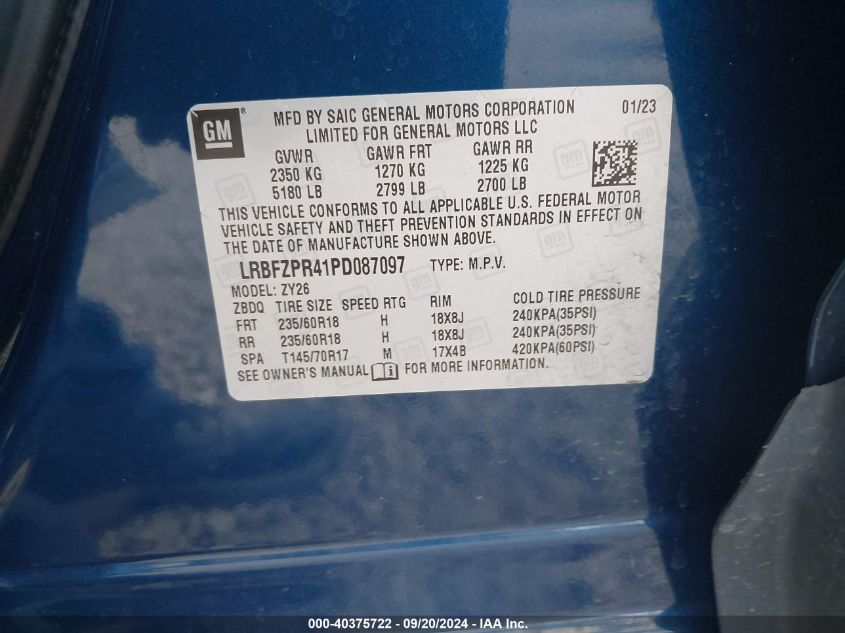 GM ® MFD BY SAIC GENERAL MOTORS CORPORATION 01/23
LIMITED FOR GENERAL MOTORS LLC
GVWR GAWR FRT GAWR RR
2350 KG 1270 KG 1225 KG
5180 LB 2799 LB 2700 LB
THIS VEHICLE CONFORMS TO ALL APPLICABLE U.S. FEDERAL MOTOR
VEHICLE SAFETY AND THEFT PREVENTION STANDARDS IN EFFECT ON
THE DATE OF MANUFACTURE SHOWN ABOVE.
LRBFZPR41PD087097 TYPE: M.P.V.
MODEL: ZY26
ZBDQ TIRE SIZE SPEED RTG RIM COLD TIRE PRESSURE
FRT 235/60R18 H 18X8J 240KPA(35PSI)
RR 235/60R18 H 18X8J 240KPA(35PSI)
SPA T145/70R17 M 17X4B 420KPA(60PSI)
SEE OWNER'S MANUAL FOR MORE INFORMATION.
000-40375722 - 09/20/2024 - IAA Inc.